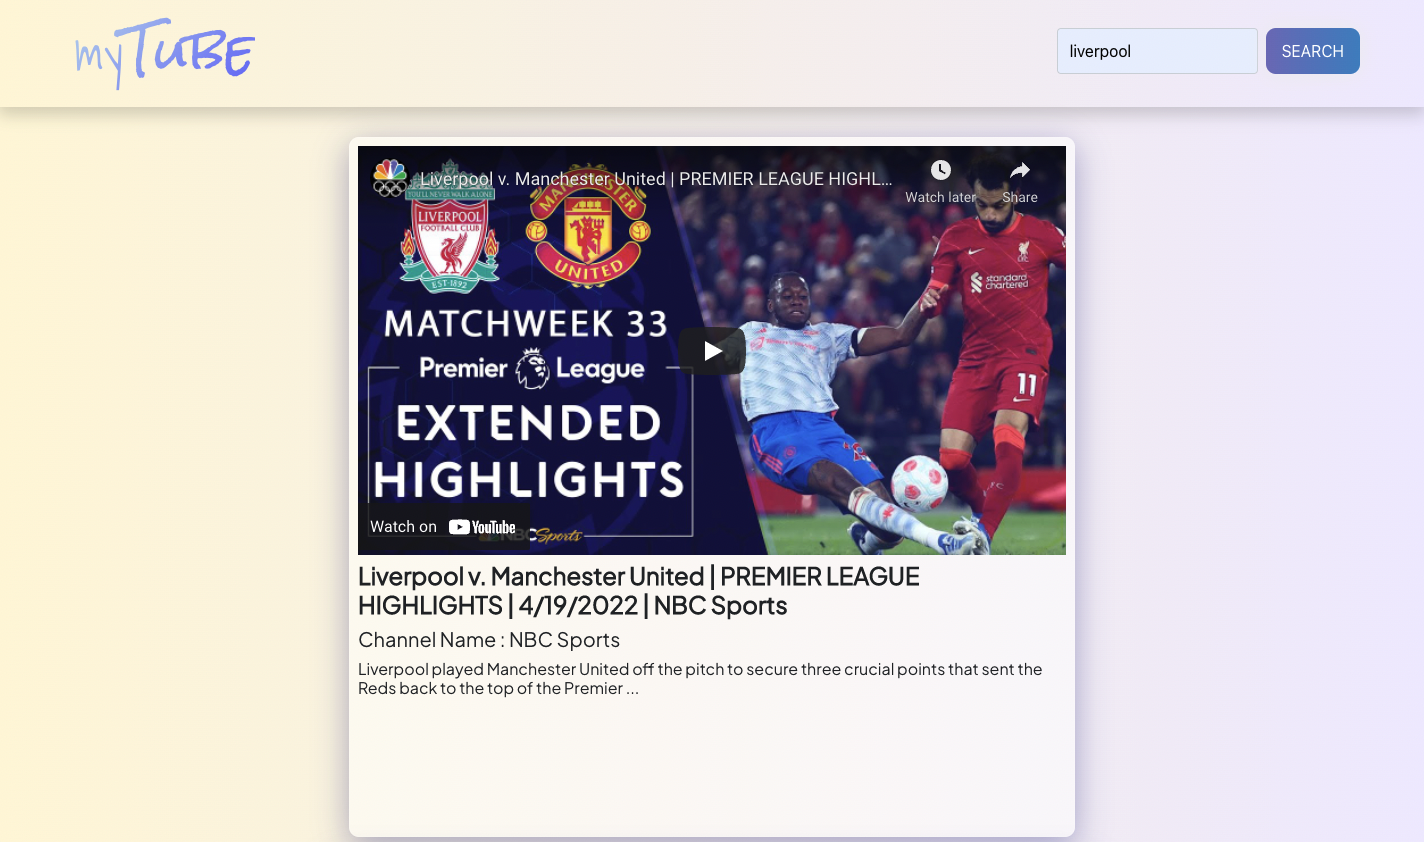 myTUBE
liverpool
SEARCH
Liverpool v. Manchester United | PREMIER LEAGUE HIGHL...
Watch later
Share
YOU'LL NEVER WALK ALONE
LIVERPOOL
FOOTBALL CLUB
EST·1892
MANCHESTER
UNITED
standard
chartered
11
MATCHWEEK 33
Premier League
EXTENDED
HIGHLIGHTS
Watch on YouTube
NBC Sports
Liverpool v. Manchester United | PREMIER LEAGUE
HIGHLIGHTS | 4/19/2022 | NBC Sports
Channel Name : NBC Sports
Liverpool played Manchester United off the pitch to secure three crucial points that sent the
Reds back to the top of the Premier ...